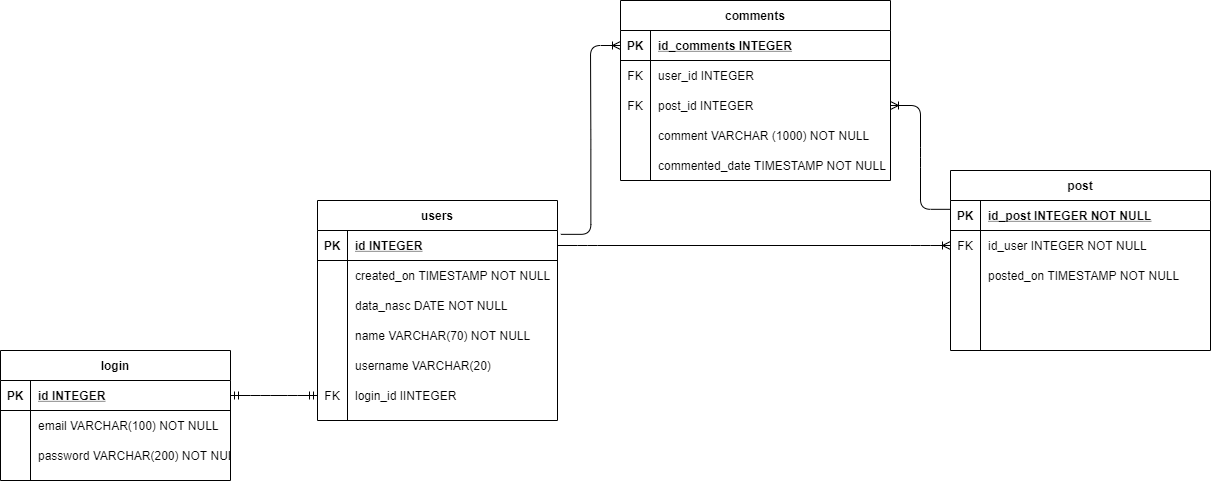 comments
PK id_comments INTEGER
FK user_id INTEGER
FK post_id INTEGER
comment VARCHAR (1000) NOT NULL
commented_date TIMESTAMP NOT NULL
post
PK id_post INTEGER NOT NULL
FK id_user INTEGER NOT NULL
posted_on TIMESTAMP NOT NULL
users
PK id INTEGER
created_on TIMESTAMP NOT NULL
data_nasc DATE NOT NULL
name VARCHAR(70) NOT NULL
username VARCHAR(20)
FK login_id IINTEGER
login
PK id INTEGER
email VARCHAR(100) NOT NULL
password VARCHAR(200) NOT NU